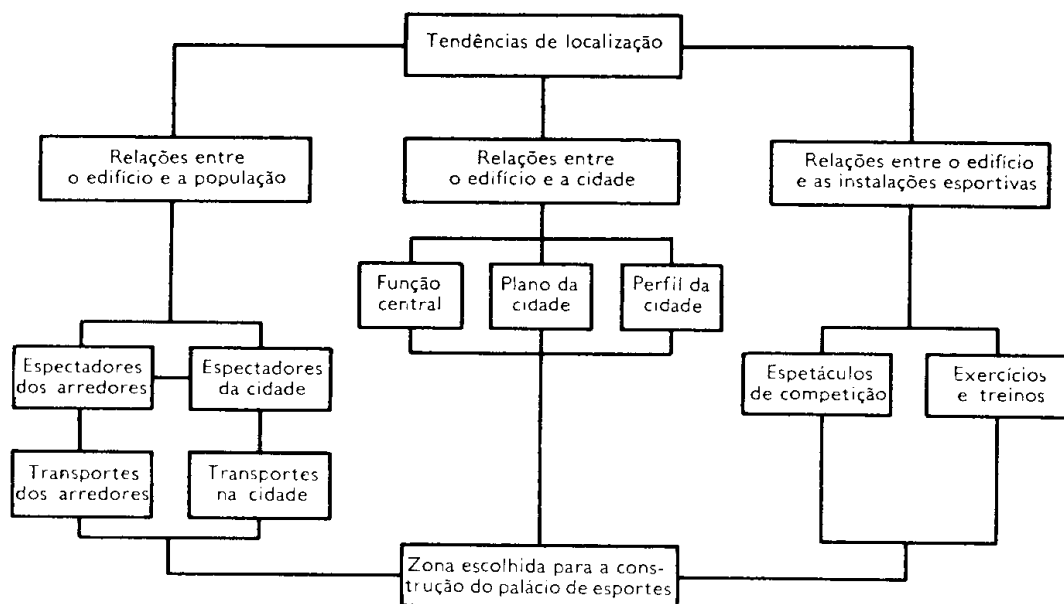 Tendências de localização
Relações entre
o edifício e a população
Relações entre
o edifício e a cidade
Relações entre o edifício
e as instalações esportivas
Função
central
Plano da
cidade
Perfil da
cidade
Espectadores
dos arredores
Espectadores
da cidade
Espetáculos
de competição
Exercícios
e treinos
Transportes
dos arredores
Transportes
na cidade
Zona escolhida para a cons-
trução do palácio de esportes